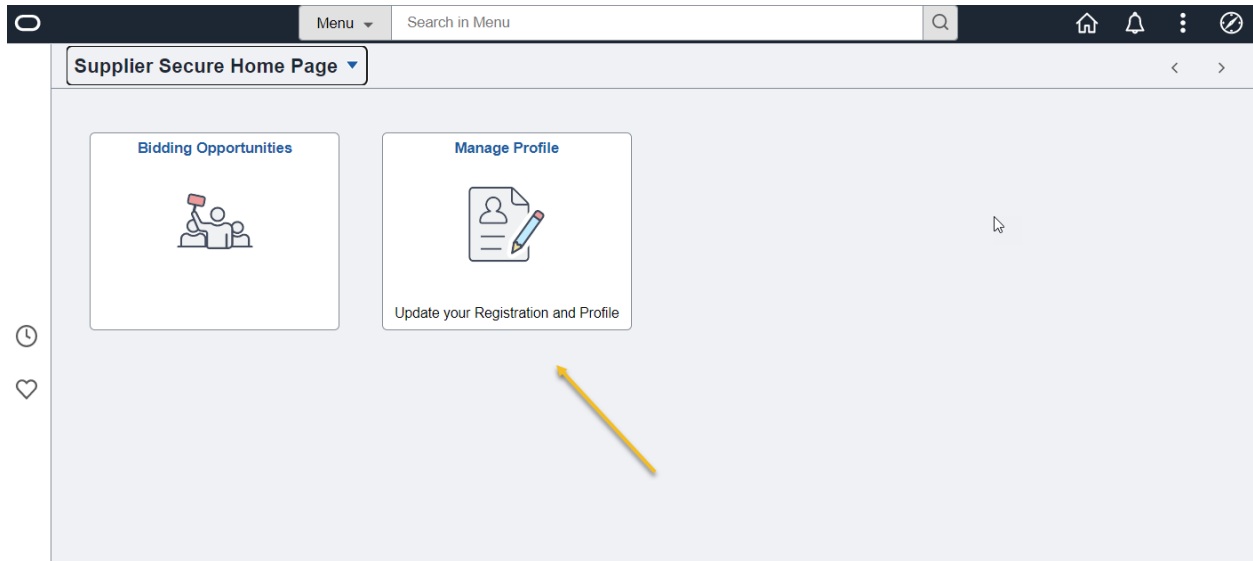 Menu
Search in Menu
Supplier Secure Home Page
Bidding Opportunities
Manage Profile
Update your Registration and Profile